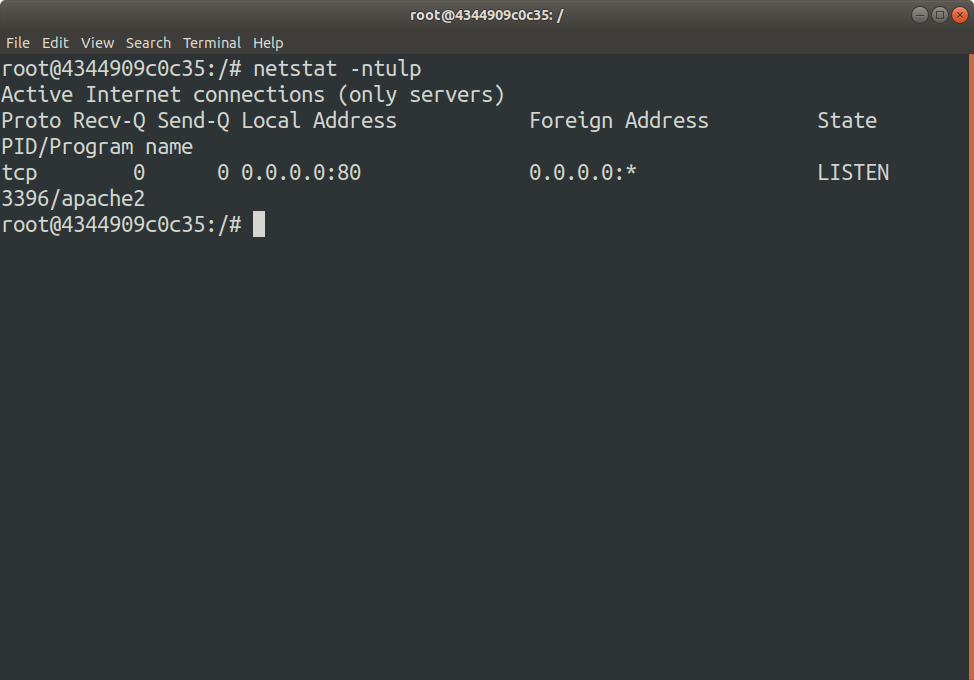 root@4344909c0c35: /
File Edit View Search Terminal Help
root@4344909c0c35:/# netstat -ntulp
Active Internet connections (only servers)
Proto Recv-Q Send-Q Local Address           Foreign Address         State
PID/Program name
tcp        0      0 0.0.0.0:80              0.0.0.0:*               LISTEN
3396/apache2
root@4344909c0c35:/#